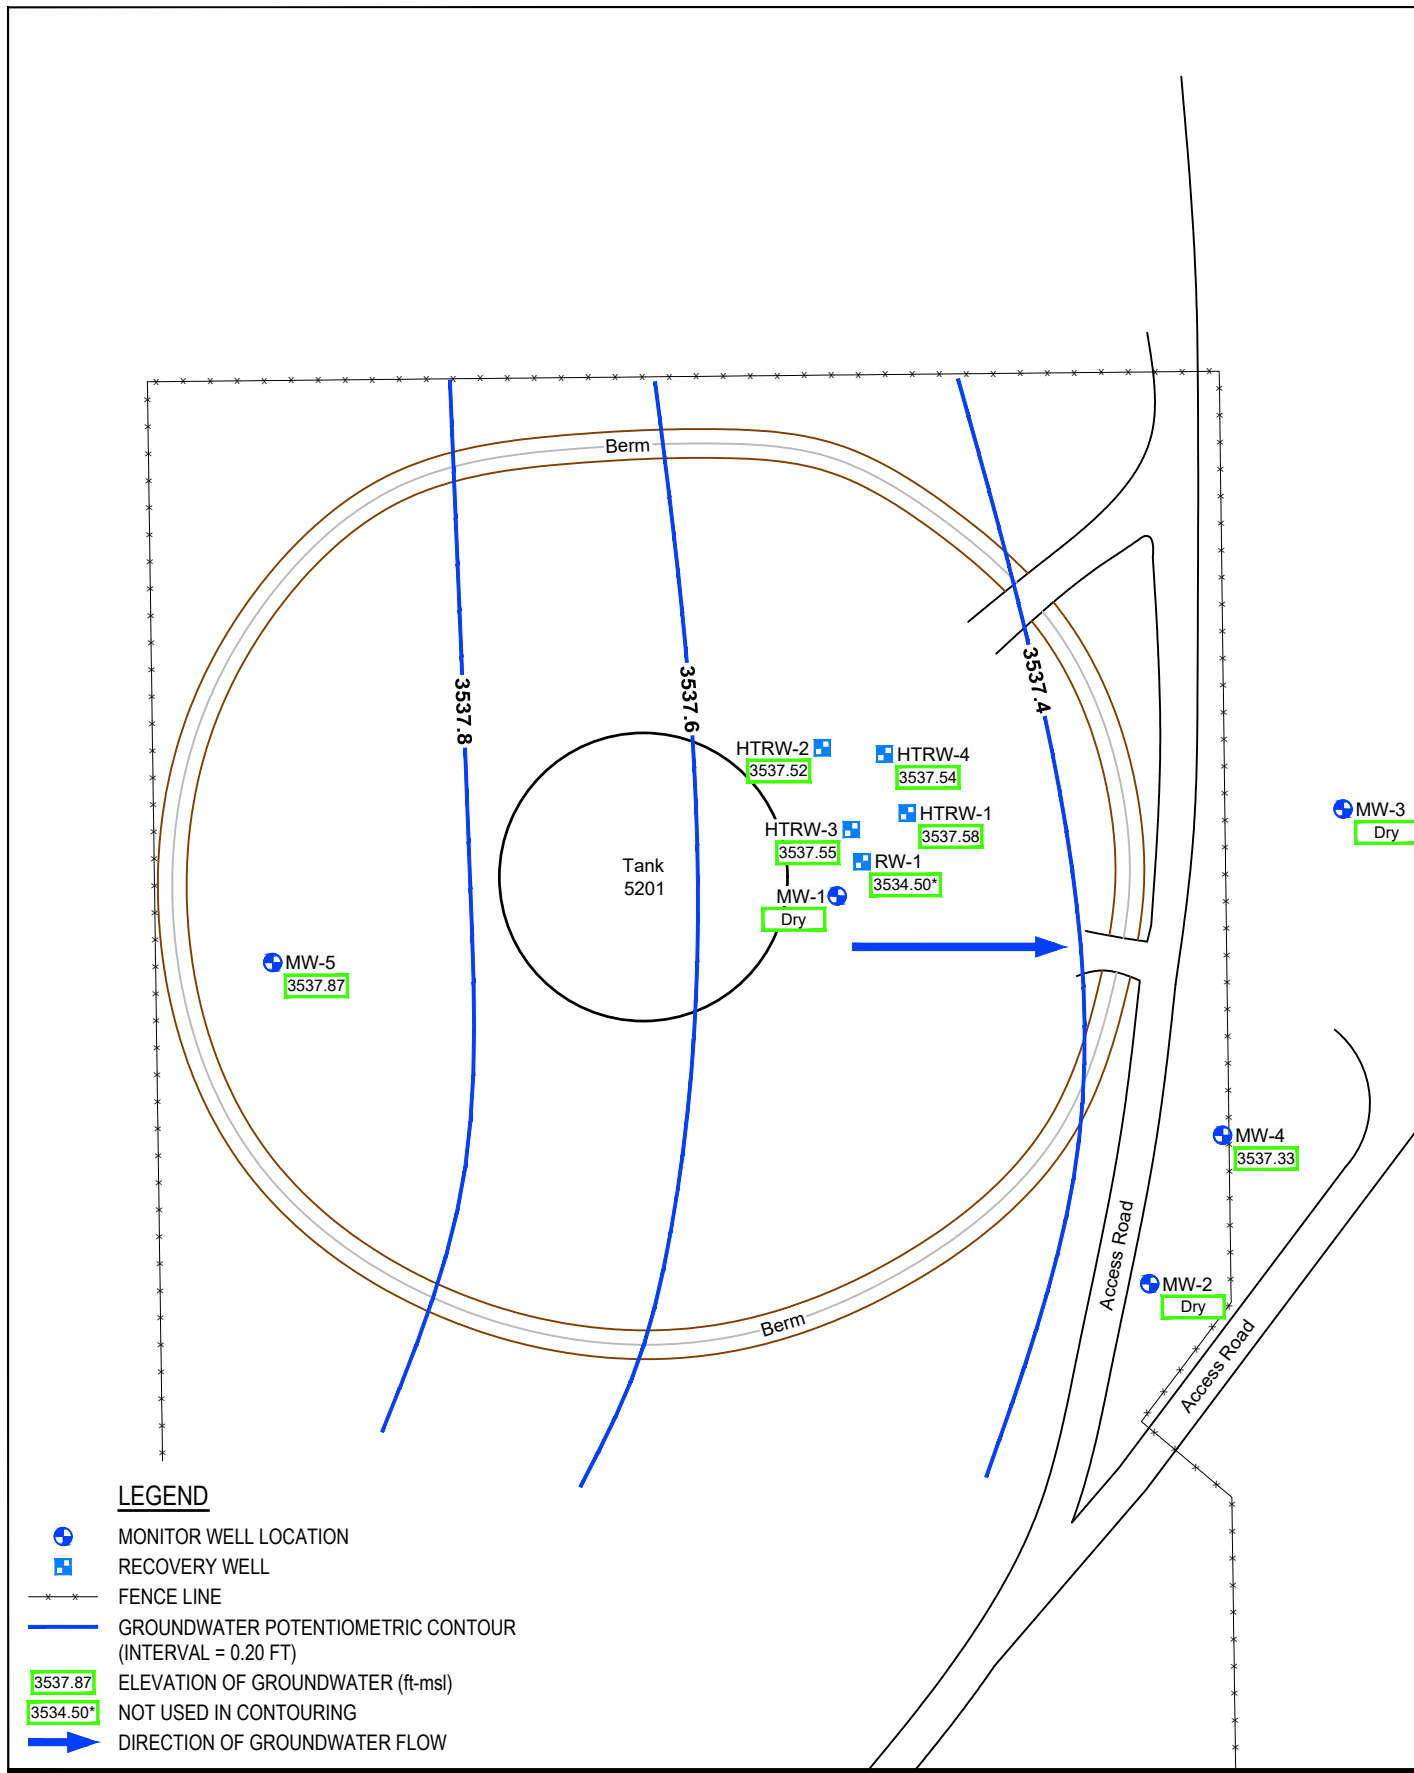 Berm
3537.8
3537.6
3537.4
HTRW-2
3537.52
HTRW-4
3537.54
HTRW-1
3537.58
HTRW-3
3537.55
RW-1
3534.50*
MW-1
Dry
MW-3
Dry
Tank
5201
MW-5
3537.87
MW-4
3537.33
MW-2
Dry
Access Road
Access Road
Berm
LEGEND
MONITOR WELL LOCATION
RECOVERY WELL
FENCE LINE
GROUNDWATER POTENTIOMETRIC CONTOUR
(INTERVAL = 0.20 FT)
3537.87 ELEVATION OF GROUNDWATER (ft-msl)
3534.50* NOT USED IN CONTOURING
DIRECTION OF GROUNDWATER FLOW